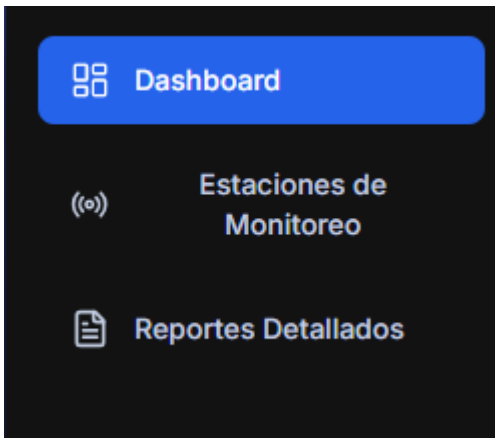 Dashboard
Estaciones de
Monitoreo
Reportes Detallados